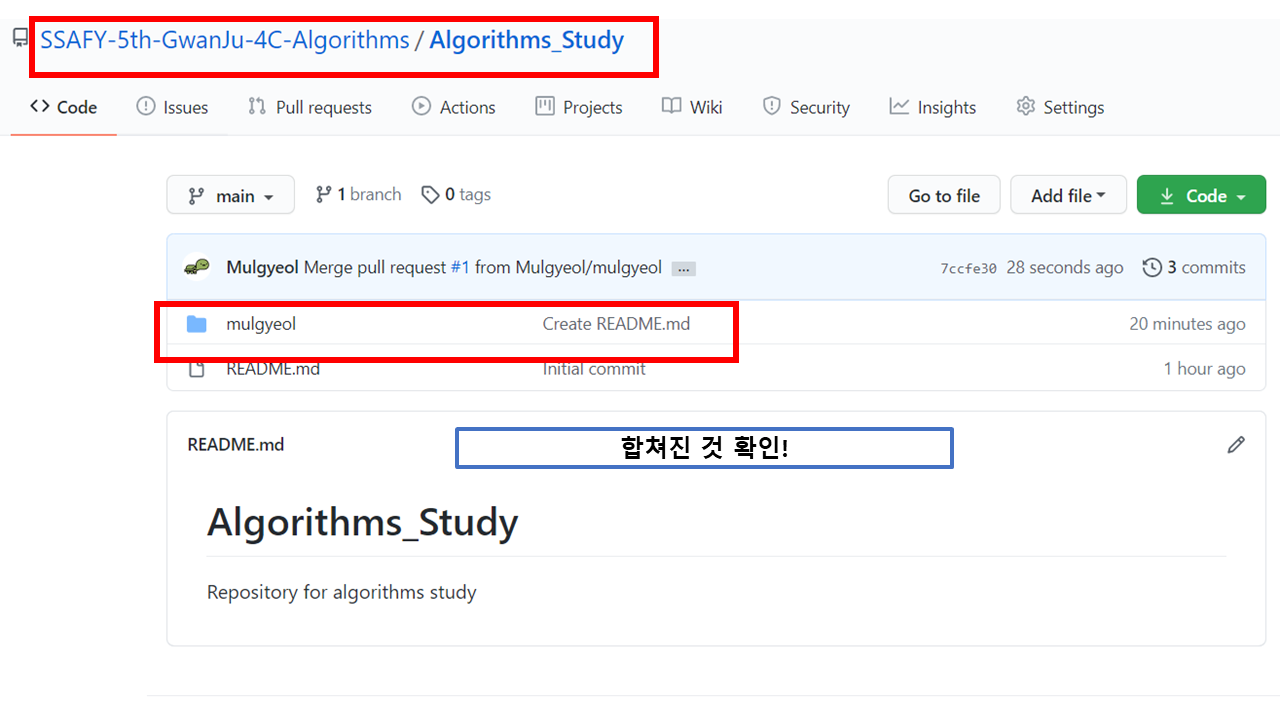 SSAFY-5th-GwanJu-4C-Algorithms / Algorithms_Study
Code Issues Pull requests Actions Projects Wiki Security Insights Settings
main 1 branch 0 tags Go to file Add file Code
Mulgyeol Merge pull request #1 from Mulgyeol/mulgyeol ... 7ccfe30 28 seconds ago 3 commits
mulgyeol Create README.md 20 minutes ago
README.md Initial commit 1 hour ago
README.md
합쳐진 것 확인!
Algorithms_Study
Repository for algorithms study